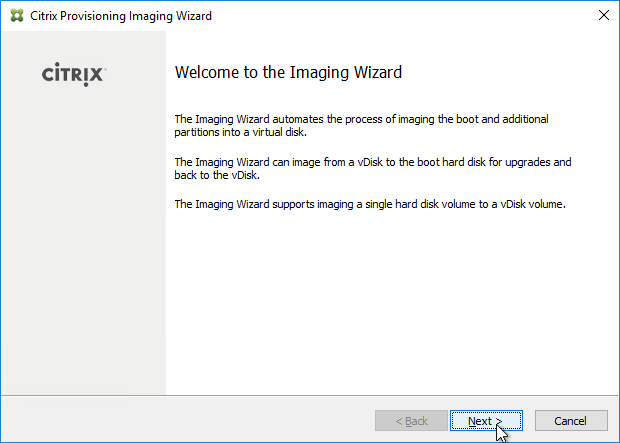 Citrix Provisioning Imaging Wizard
CİTRIX™
Welcome to the Imaging Wizard
The Imaging Wizard automates the process of imaging the boot and additional
partitions into a virtual disk.
The Imaging Wizard can image from a vDisk to the boot hard disk for upgrades and
back to the vDisk.
The Imaging Wizard supports imaging a single hard disk volume to a vDisk volume.
< Back
Next >
Cancel